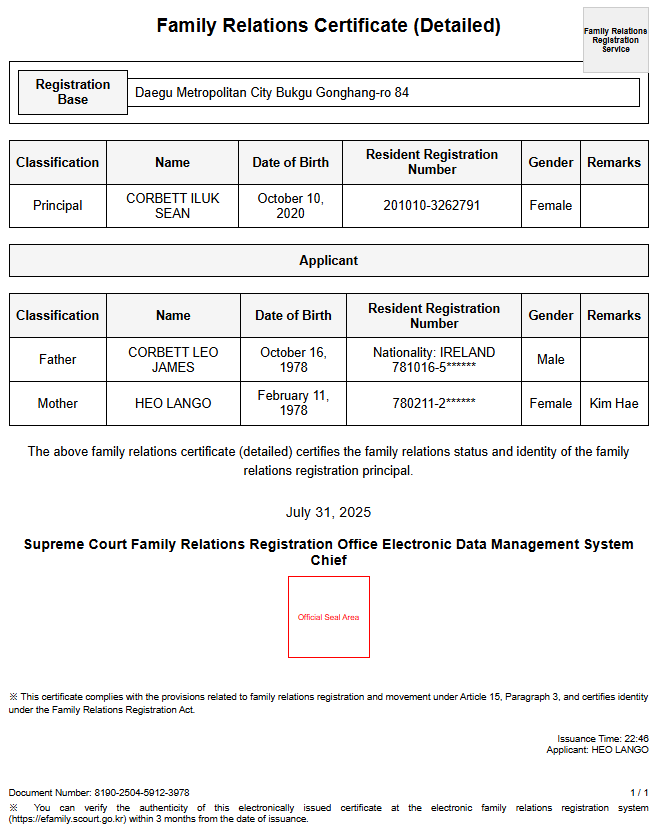 Family Relations Certificate (Detailed)
Family Relations
Registration
Service
Registration
Base
Daegu Metropolitan City Bukgu Gonghang-ro 84
Classification Name Date of Birth Resident Registration Number Gender Remarks
Principal CORBETT ILUK SEAN October 10, 2020 201010-3262791 Female
Applicant
Classification Name Date of Birth Resident Registration Number Gender Remarks
Father CORBETT LEO JAMES October 16, 1978 Nationality: IRELAND 781016-5****** Male
Mother HEO LANGO February 11, 1978 780211-2****** Female Kim Hae
The above family relations certificate (detailed) certifies the family relations status and identity of the family
relations registration principal.
July 31, 2025
Supreme Court Family Relations Registration Office Electronic Data Management System
Chief
Official Seal Area
※ This certificate complies with the provisions related to family relations registration and movement under Article 15, Paragraph 3, and certifies identity
under the Family Relations Registration Act.
Issuance Time: 22:46
Applicant: HEO LANGO
Document Number: 8190-2504-5912-3978 1 / 1
※ You can verify the authenticity of this electronically issued certificate at the electronic family relations registration system
(https://efamily.scourt.go.kr) within 3 months from the date of issuance.